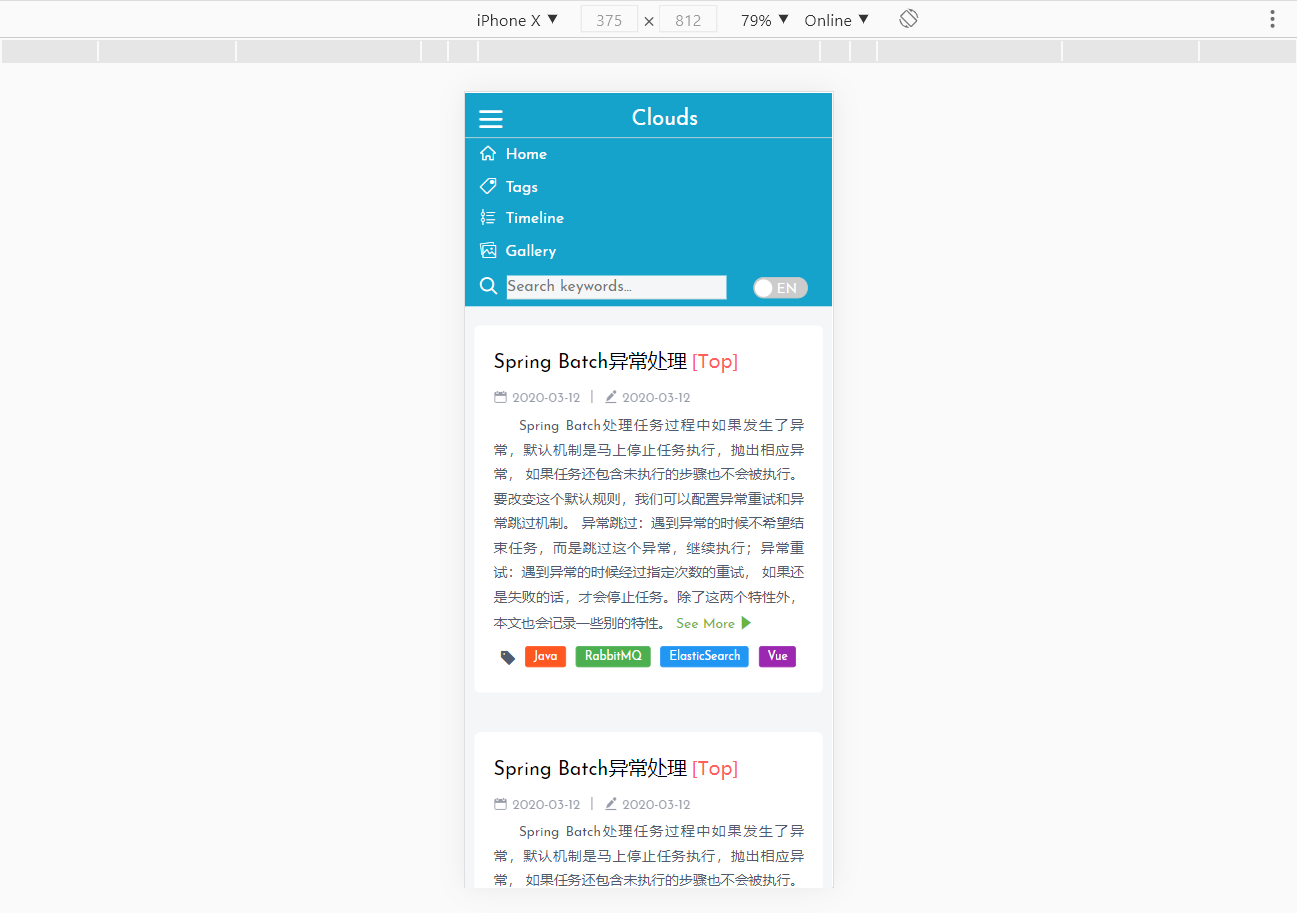 iPhone X ▼ 375 × 812 79% ▼ Online ▼
Clouds
Home
Tags
Timeline
Gallery
Search keywords... EN
Spring Batch异常处理 [Top]
2020-03-12 | 2020-03-12
Spring Batch处理任务过程中如果发生了异
常，默认机制是马上停止任务执行，抛出相应异
常， 如果任务还包含未执行的步骤也不会被执行。
要改变这个默认规则，我们可以配置异常重试和异
常跳过机制。 异常跳过：遇到异常的时候不希望结
束任务，而是跳过这个异常，继续执行；异常重
试：遇到异常的时候经过指定次数的重试， 如果还
是失败的话，才会停止任务。除了这两个特性外，
本文也会记录一些别的特性。 See More
Java RabbitMQ ElasticSearch Vue
Spring Batch异常处理 [Top]
2020-03-12 | 2020-03-12
Spring Batch处理任务过程中如果发生了异
常，默认机制是马上停止任务执行，抛出相应异
常， 如果任务还包含未执行的步骤也不会被执行。